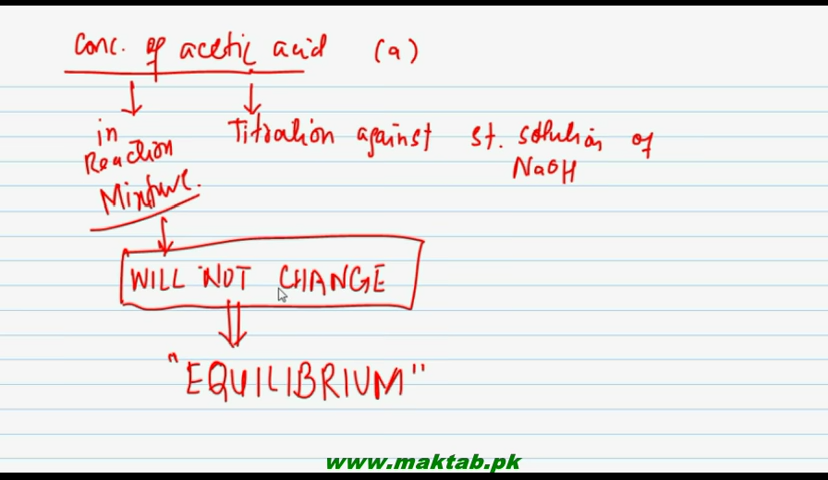 Conc. of acetic acid (a)
in
Reaction
Mixture.
Titration against st. solution of
NaOH
WILL NOT CHANGE
"EQUILIBRIUM"
www.maktab.pk